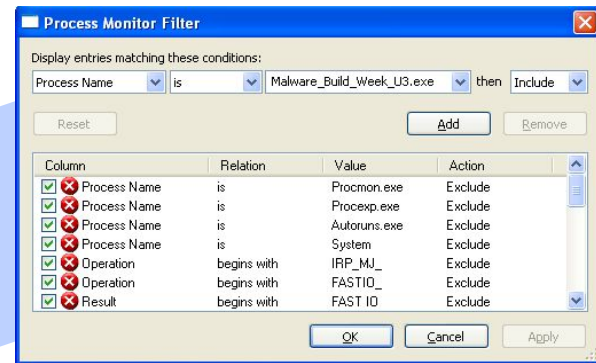 Process Monitor Filter
Display entries matching these conditions:
Process Name is Malware_Build_Week_U3.exe then Include
Reset Add Remove
Column Relation Value Action
Process Name is Procmon.exe Exclude
Process Name is Procexp.exe Exclude
Process Name is Autoruns.exe Exclude
Process Name is System Exclude
Operation begins with IRP_MJ_ Exclude
Operation begins with FASTIO_ Exclude
Result begins with FAST IO Exclude
OK Cancel Apply